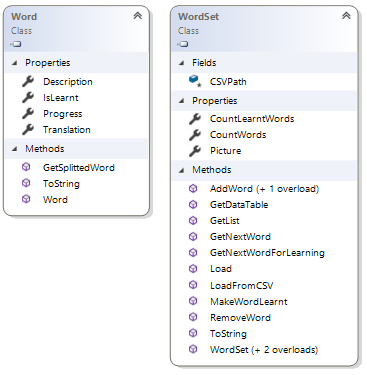 Word
Class
Properties
Description
IsLearnt
Progress
Translation
Methods
GetSplittedWord
ToString
Word
WordSet
Class
Fields
CSVPath
Properties
CountLearntWords
CountWords
Picture
Methods
AddWord (+ 1 overload)
GetDataTable
GetList
GetNextWord
GetNextWordForLearning
Load
LoadFromCSV
MakeWordLearnt
RemoveWord
ToString
WordSet (+ 2 overloads)